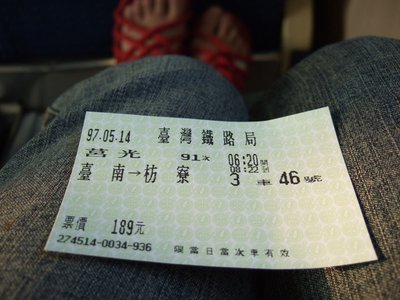 97-05-14 臺灣鐵路局
莒光 91次 06:20開
08:22到
臺南→枋寮 3車46號
票價 189元
274514-0034-936 限當日當次車有效